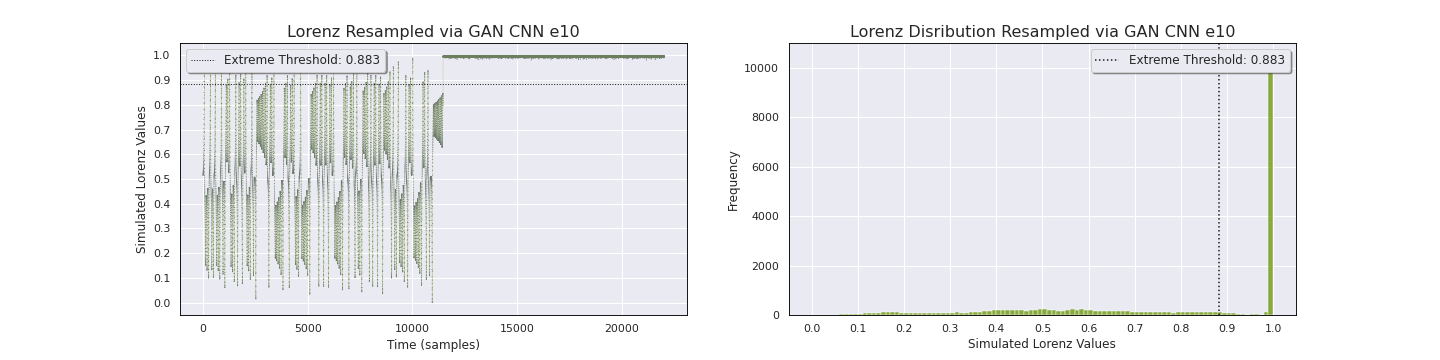 Lorenz Resampled via GAN CNN e10
Extreme Threshold: 0.883
1.0
0.9
0.8
0.7
0.6
0.5
0.4
0.3
0.2
0.1
0.0
Simulated Lorenz Values
0 5000 10000 15000 20000
Time (samples)
Lorenz Disribution Resampled via GAN CNN e10
Extreme Threshold: 0.883
10000
8000
6000
4000
2000
0
Frequency
0.0 0.1 0.2 0.3 0.4 0.5 0.6 0.7 0.8 0.9 1.0
Simulated Lorenz Values